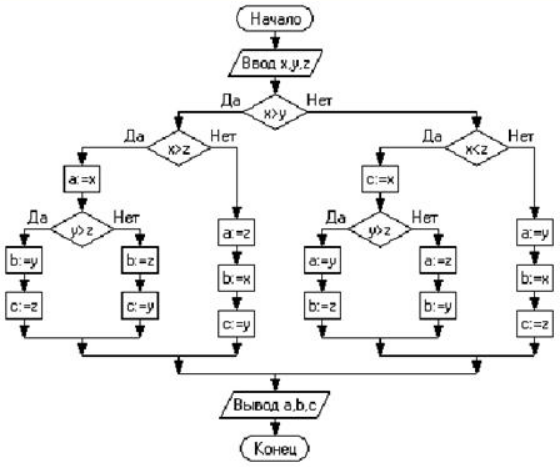 Начало
Ввод x,y,z
Да Нет
x>y
Да Нет Да Нет
x>z x<z
a:=x c:=x
Да Нет Да Нет
y>z a:=z y>z a:=y
b:=y b:=z b:=x a:=y a:=z b:=x
c:=z c:=y c:=y b:=z b:=y c:=z
Вывод a,b,c
Конец